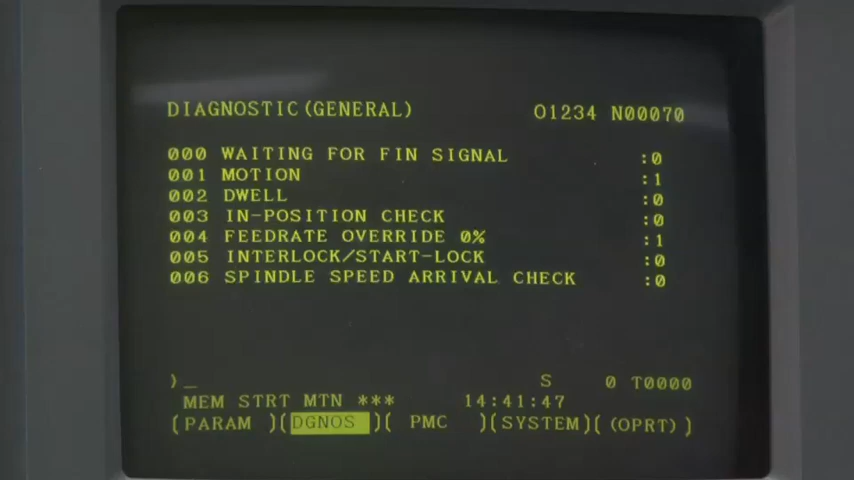 DIAGNOSTIC(GENERAL) O1234 N00070
000 WAITING FOR FIN SIGNAL :0
001 MOTION :1
002 DWELL :0
003 IN-POSITION CHECK :0
004 FEEDRATE OVERRIDE 0% :1
005 INTERLOCK/START-LOCK :0
006 SPINDLE SPEED ARRIVAL CHECK :0
)_ S 0 T0000
MEM STRT MTN *** 14:41:47
(PARAM )(DGNOS )( PMC )(SYSTEM)((OPRT))